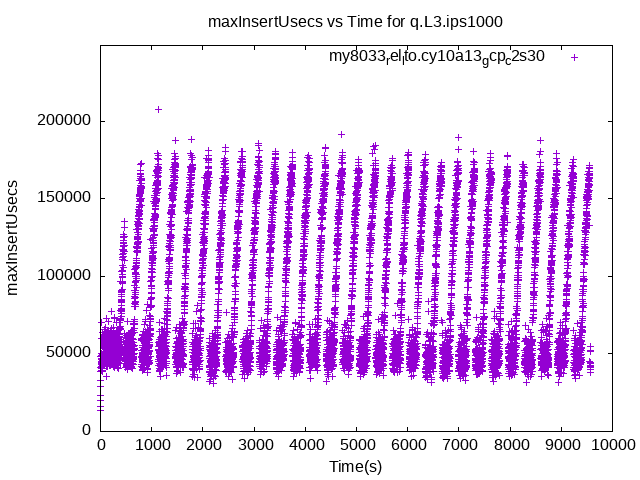 maxInsertUsecs vs Time for q.L3.ips1000
my8033relito.cy10a13gcpc2s30
maxInsertUsecs
200000
150000
100000
50000
0
0 1000 2000 3000 4000 5000 6000 7000 8000 9000 10000
Time(s)